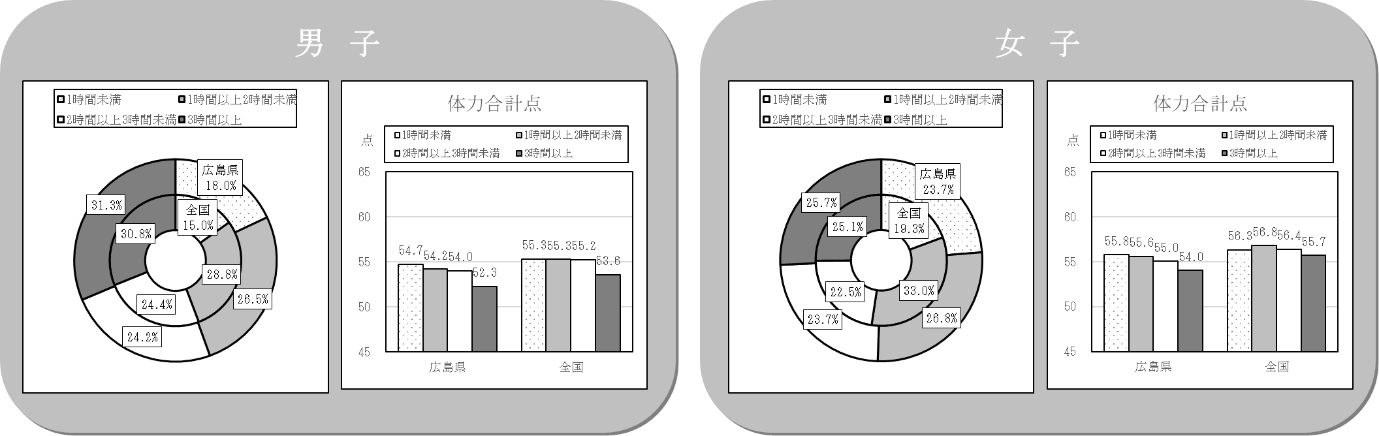 男 子
□1時間未満 □1時間以上2時間未満
□2時間以上3時間未満 ■3時間以上
広島県
18.0%
31.3%
全国
15.0%
30.8%
28.8%
26.5%
24.4%
24.2%
体力合計点
点
□1時間未満 □1時間以上2時間未満
□2時間以上3時間未満 ■3時間以上
65
60
55
50
45
54.7 54.2 54.0 52.3
55.3 55.3 55.2 53.6
広島県 全国
女 子
□1時間未満 □1時間以上2時間未満
□2時間以上3時間未満 ■3時間以上
広島県
23.7%
25.7%
全国
19.3%
25.1%
33.0%
22.5%
26.8%
23.7%
体力合計点
点
□1時間未満 □1時間以上2時間未満
□2時間以上3時間未満 ■3時間以上
65
60
55
50
45
55.8 55.6 55.0 54.0
56.3 56.8 56.4 55.7
広島県 全国